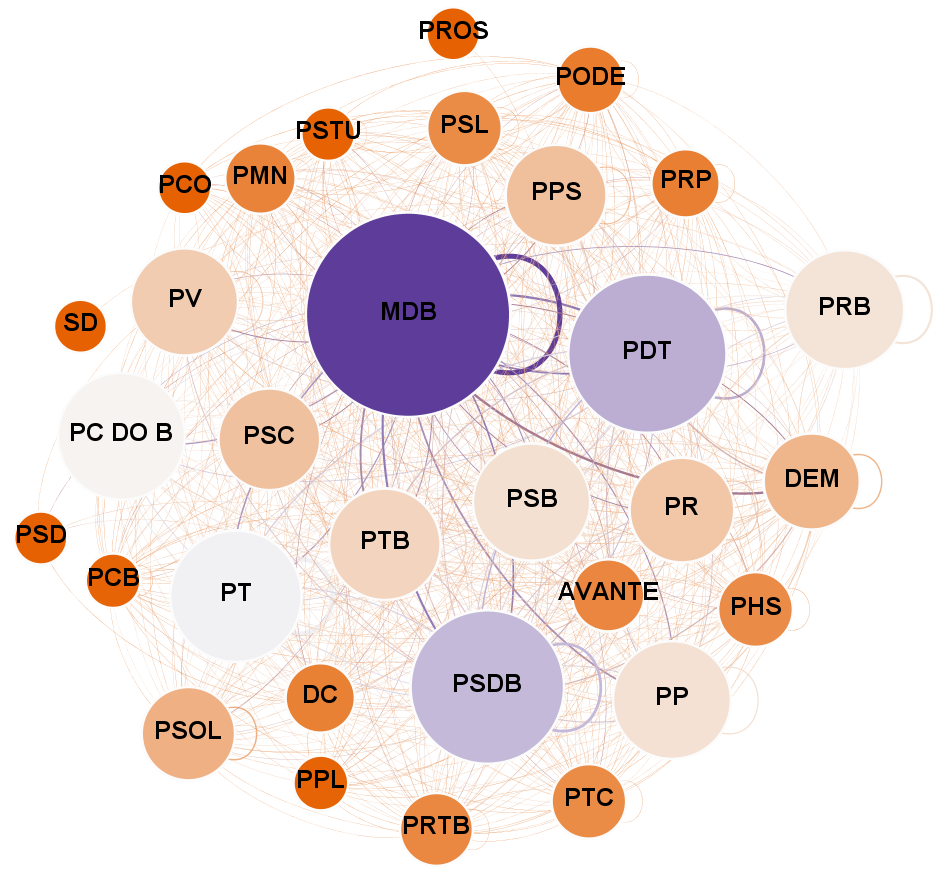 PROS
PODE
PSL
PSTU
PMN
PCO
PPS
PRP
PV
MDB
PRB
SD
PDT
PC DO B
PSC
DEM
PSB
PR
PSD
PTB
PCB
PT
AVANTE
PHS
DC
PSDB
PP
PSOL
PPL
PTC
PRTB